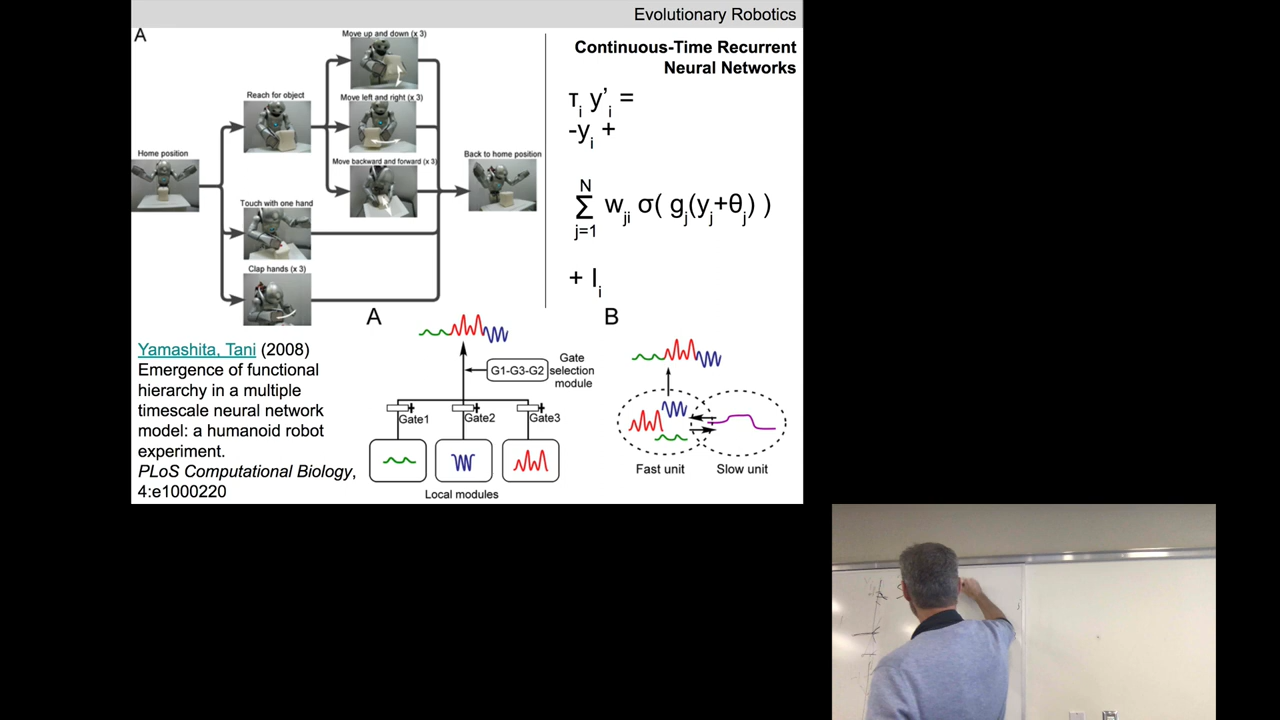 Evolutionary Robotics
A
Move up and down (x 3)
Reach for object
Move left and right (x 3)
Home position
Move backward and forward (x 3)
Back to home position
Touch with one hand
Clap hands (x 3)
Continuous-Time Recurrent
Neural Networks
τi y’i =
-yi +
N
Σ wji σ( gj(yj+θj) )
j=1
+ Ii
Yamashita, Tani (2008)
Emergence of functional
hierarchy in a multiple
timescale neural network
model: a humanoid robot
experiment.
PLoS Computational Biology,
4:e1000220
A
G1-G3-G2
Gate
selection
module
Gate1
Gate2
Gate3
Local modules
B
Fast unit
Slow unit